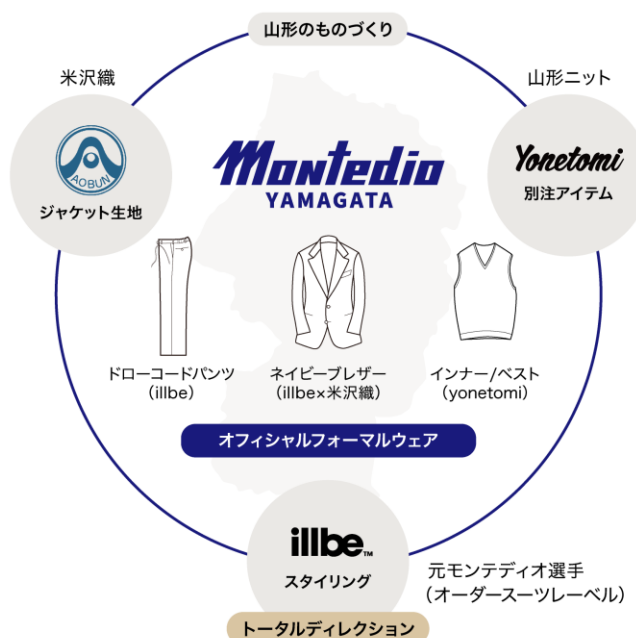 山形のものづくり
米沢織
AOBUN
ジャケット生地
山形ニット
Yonetomi
別注アイテム
Montedio
YAMAGATA
ドローコードパンツ
（illbe）
ネイビーブレザー
（illbe×米沢織）
インナー/ベスト
（yonetomi）
オフィシャルフォーマルウェア
illbe™
スタイリング
元モンテディオ選手
（オーダースーツレーベル）
トータルディレクション